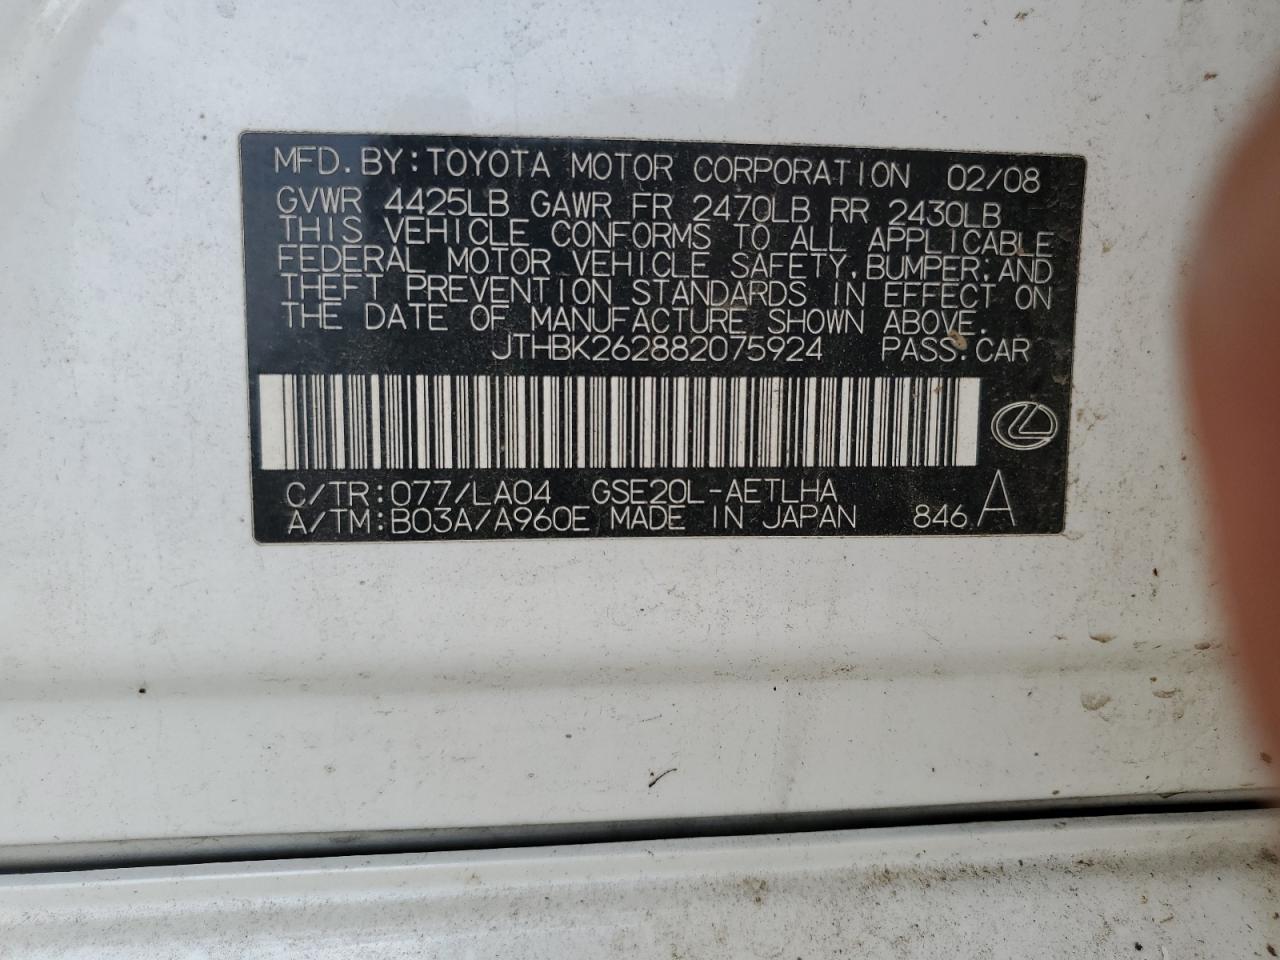 MFD. BY: TOYOTA MOTOR CORPORATION 02/08
GVWR 4425LB GAWR FR 2470LB RR 2430LB
THIS VEHICLE CONFORMS TO ALL APPLICABLE
FEDERAL MOTOR VEHICLE SAFETY, BUMPER, AND
THEFT PREVENTION STANDARDS IN EFFECT ON
THE DATE OF MANUFACTURE SHOWN ABOVE.
JTHBK262882075924 PASS. CAR
C/TR: 077/LA04 GSE20L-AETLHA
A/TM: B03A/A960E MADE IN JAPAN 846 A